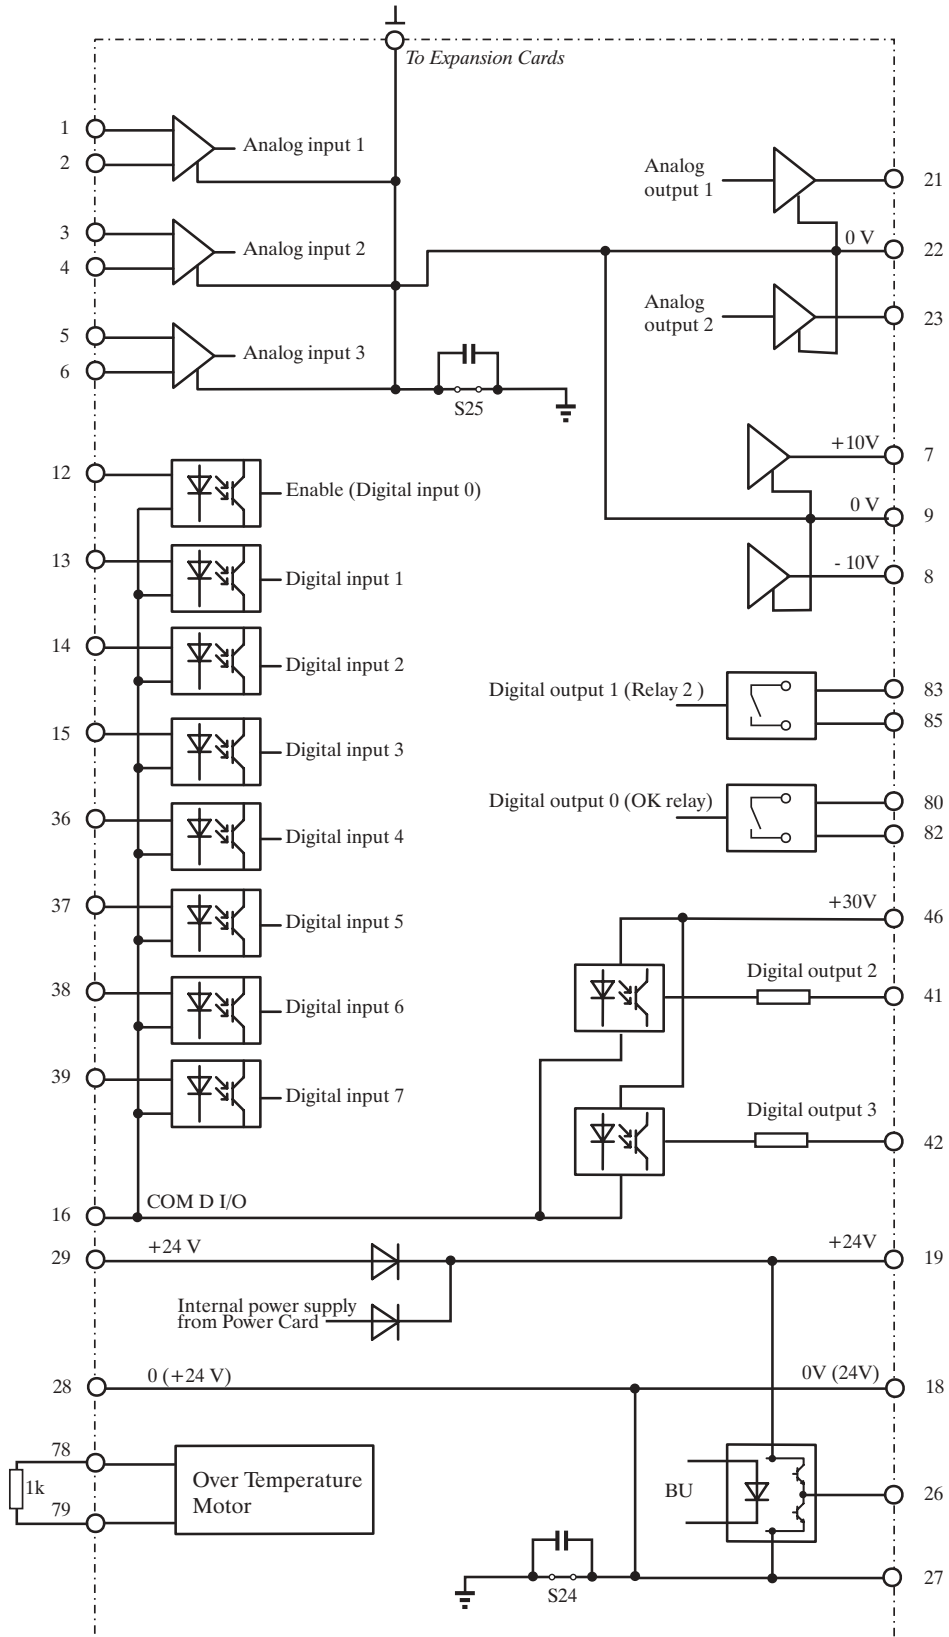 To Expansion Cards
1
Analog input 1
2
Analog
output 1
21
3
Analog input 2
4
0 V
22
Analog
output 2
23
5
Analog input 3
6
S25
+10V
7
12
Enable (Digital input 0)
0 V
9
13
Digital input 1
- 10V
8
14
Digital input 2
Digital output 1 (Relay 2 )
83
85
15
Digital input 3
Digital output 0 (OK relay)
80
82
36
Digital input 4
37
Digital input 5
+30V
46
38
Digital input 6
Digital output 2
41
39
Digital input 7
Digital output 3
42
16
COM D I/O
29
+24 V
+24V
19
Internal power supply
from Power Card
28
0 (+24 V)
0V (24V)
18
78
1k
79
Over Temperature
Motor
BU
26
S24
27